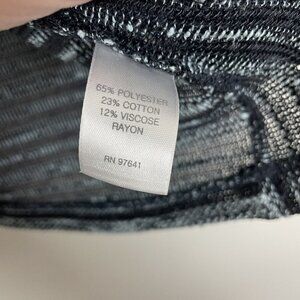 65% POLYESTER
23% COTTON
12% VISCOSE
RAYON
RN 97641